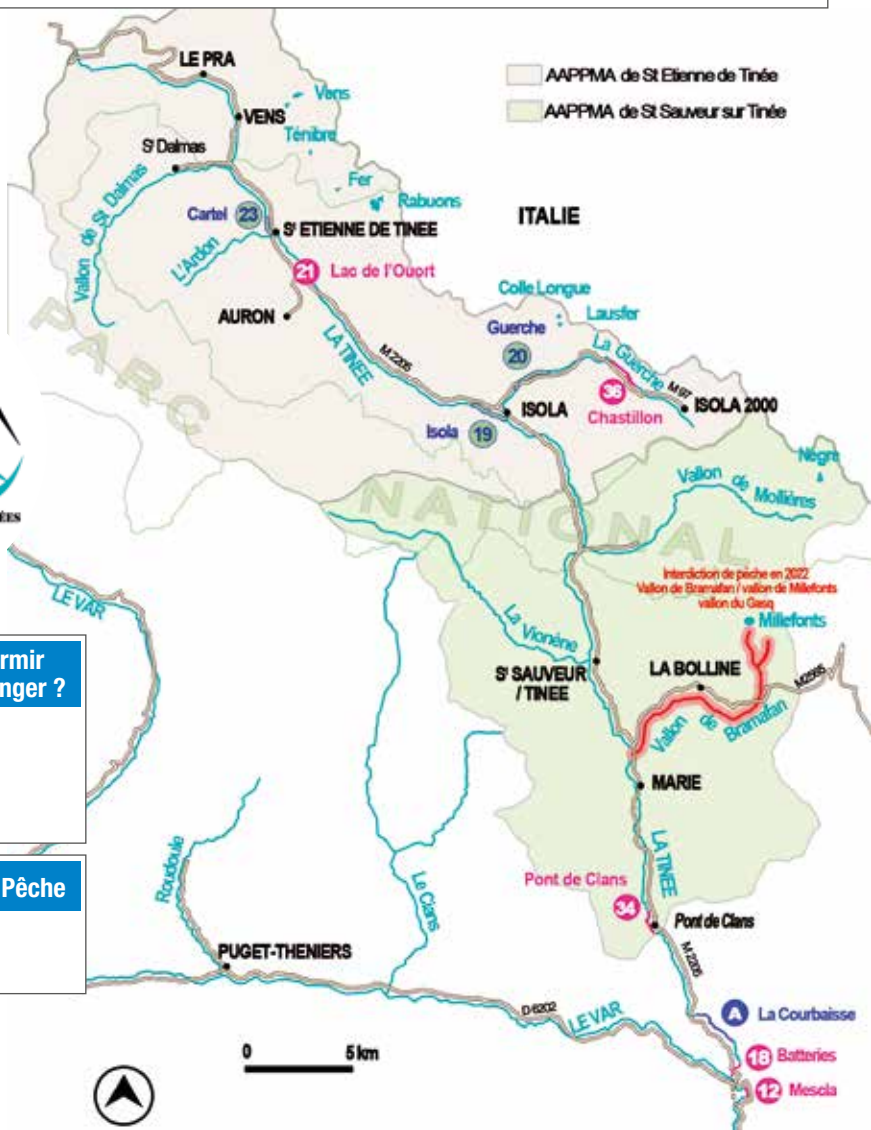 AAPPMA de St Etienne de Tinée
AAPPMA de St Sauveur sur Tinée
LE PRA
VENS
Vens
Ténibre
St Dalmas
Fer
Rabuons
Vallon de St Dalmas
Cartel 23
St ETIENNE DE TINEE
ITALIE
L'Ardon
21 Lac de l'Ouort
AURON
LA TINEE
M 2205
Colle Longue
Lausfer
Guerche
20
La Guerche
M 97
36
Chastillon
ISOLA 2000
ISOLA
Isola 19
PARC
NATIONAL
Nègre
Vallon de Mollières
ÉES
LE VAR
Interdiction de pêche en 2022
Vallon de Bramafan / vallon de Millefonts
vallon du Gasq
Millefonts
La Vionène
St SAUVEUR
/ TINEE
LA BOLLINE
M2565
Vallon de Bramafan
rmir
nger ?
MARIE
LA TINEE
Roudoule
Le Cians
Pêche
Pont de Clans
34
Pont de Clans
PUGET-THENIERS
M 2205
D 6202
LE VAR
A La Courbaisse
18 Batteries
12 Mescla
0 5 km